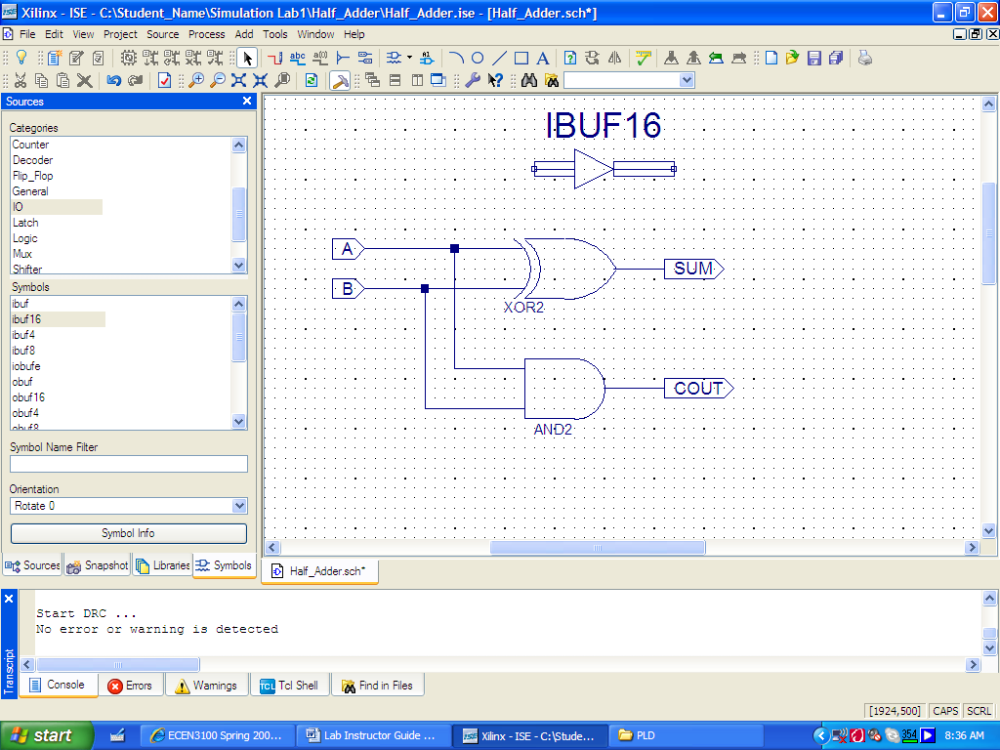 Xilinx - ISE - C:\Student_Name\Simulation Lab1\Half_Adder\Half_Adder.ise - [Half_Adder.sch*]
File Edit View Project Source Process Add Tools Window Help
Sources
Categories
Counter
Decoder
Flip_Flop
General
IO
Latch
Logic
Mux
Shifter
Symbols
ibuf
ibuf16
ibuf4
ibuf8
iobufe
obuf
obuf16
obuf4
obuf8
Symbol Name Filter
Orientation
Rotate 0
Symbol Info
Sources Snapshot Libraries Symbols
IBUF16
A
B
SUM
XOR2
COUT
AND2
Half_Adder.sch*
Transcript
Start DRC ...
No error or warning is detected
Console Errors Warnings TCL Tcl Shell Find in Files
[1924,500] CAPS SCRL
start ECEN3100 Spring 200... Lab Instructor Guide ... ISE Xilinx - ISE - C:\Stude... PLD 354 8:36 AM